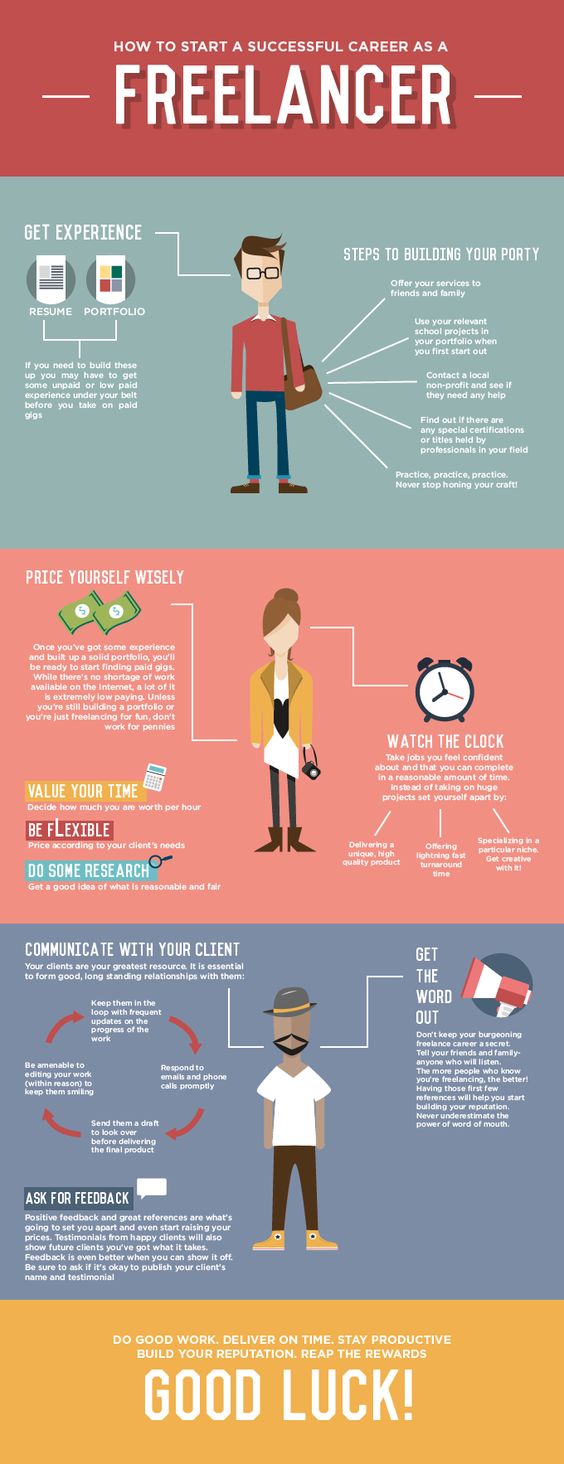 HOW TO START A SUCCESSFUL CAREER AS A
FREELANCER
GET EXPERIENCE
RESUME
PORTFOLIO
If you need to build these
up you may have to get
some unpaid or low paid
experience under your belt
before you take on paid
gigs
STEPS TO BUILDING YOUR PORTY
Offer your services to
friends and family
Use your relevant
school projects in
your portfolio when
you first start out
Contact a local
non-profit and see if
they need any help
Find out if there are
any special certifications
or titles held by
professionals in your field
Practice, practice, practice.
Never stop honing your craft!
PRICE YOURSELF WISELY
$
$
Once you've got some experience
and built up a solid portfolio, you'll
be ready to start finding paid gigs.
While there's no shortage of work
available on the Internet, a lot of it
is extremely low paying. Unless
you're still building a portfolio or
you're just freelancing for fun, don't
work for pennies
VALUE YOUR TIME
Decide how much you are worth per hour
BE fLEXIBLE
Price according to your client's needs
DO SOME RESEARCH
Get a good idea of what is reasonable and fair
WATCH THE CLOCK
Take jobs you feel confident
about and that you can complete
in a reasonable amount of time.
Instead of taking on huge
projects set yourself apart by:
Delivering a
unique, high
quality product
Offering
lightning fast
turnaround
time
Specializing in a
particular niche.
Get creative
with it!
COMMUNICATE WITH YOUR CLIENT
Your clients are your greatest resource. It is essential
to form good, long standing relationships with them:
Keep them in the
loop with frequent
updates on the
progress of the
work
Respond to
emails and phone
calls promptly
Send them a draft
to look over
before delivering
the final product
Be amenable to
editing your work
(within reason) to
keep them smiling
ASK FOR FEEDBACK
Positive feedback and great references are what's
going to set you apart and even start raising your
prices. Testimonials from happy clients will also
show future clients you've got what it takes.
Feedback is even better when you can show it off.
Be sure to ask if it's okay to publish your client's
name and testimonial
GET
THE
WORD
OUT
Don't keep your burgeoning
freelance career a secret.
Tell your friends and family-
anyone who will listen.
The more people who know
you're freelancing, the better!
Having those first few
references will help you start
building your reputation.
Never underestimate the
power of word of mouth.
DO GOOD WORK. DELIVER ON TIME. STAY PRODUCTIVE
BUILD YOUR REPUTATION. REAP THE REWARDS
GOOD LUCK!